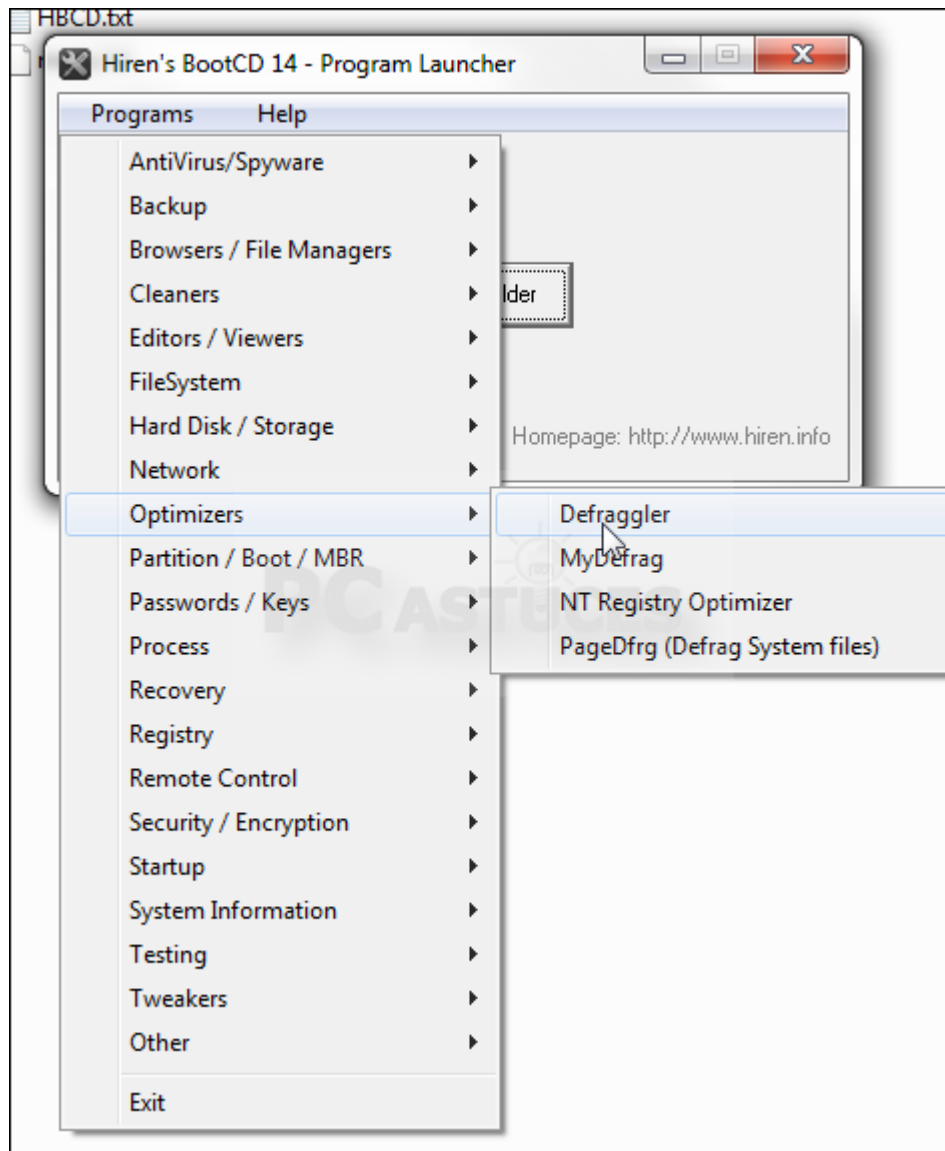 HBCD.txt
Hiren's BootCD 14 - Program Launcher
Programs Help
AntiVirus/Spyware
Backup
Browsers / File Managers
Cleaners
lder
Editors / Viewers
FileSystem
Hard Disk / Storage
Homepage: http://www.hiren.info
Network
Optimizers
Defraggler
Partition / Boot / MBR
MyDefrag
Passwords / Keys
NT Registry Optimizer
Process
PageDfrg (Defrag System files)
Recovery
Registry
Remote Control
Security / Encryption
Startup
System Information
Testing
Tweakers
Other
Exit
PC ASTUCES